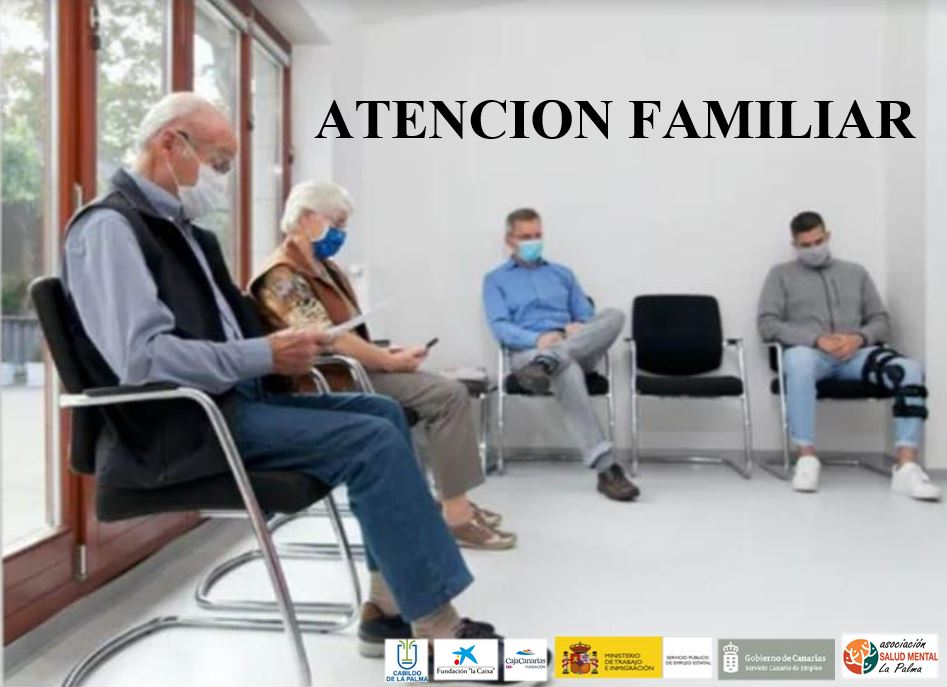 ATENCION FAMILIAR
CABILDO
DE LA PALMA
Fundación "la Caixa"
CajaCanarias
FUNDACIÓN
MINISTERIO
DE TRABAJO
E INMIGRACIÓN
SERVICIO PÚBLICO
DE EMPLEO ESTATAL
Gobierno de Canarias
Servicio Canario de Empleo
asociación
SALUD MENTAL
La Palma